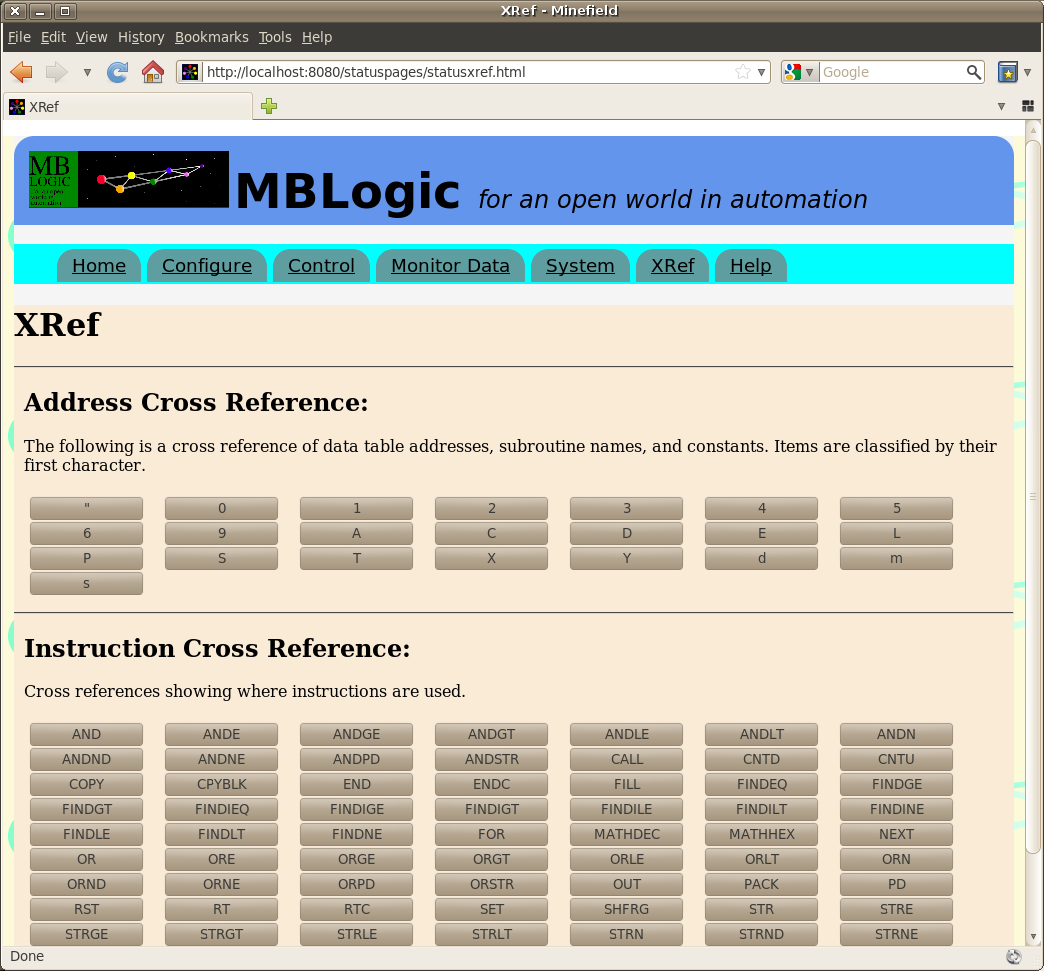 XRef - Minefield
File Edit View History Bookmarks Tools Help
http://localhost:8080/statuspages/statusxref.html Google
XRef
MB
LOGIC
MBLogic for an open world in automation
Home Configure Control Monitor Data System XRef Help
XRef
Address Cross Reference:
The following is a cross reference of data table addresses, subroutine names, and constants. Items are classified by their
first character.
" 0 1 2 3 4 5
6 9 A C D E L
P S T X Y d m
s
Instruction Cross Reference:
Cross references showing where instructions are used.
AND ANDE ANDGE ANDGT ANDLE ANDLT ANDN
ANDND ANDNE ANDPD ANDSTR CALL CNTD CNTU
COPY CPYBLK END ENDC FILL FINDEQ FINDGE
FINDGT FINDIEQ FINDIGE FINDIGT FINDILE FINDILT FINDINE
FINDLE FINDLT FINDNE FOR MATHDEC MATHHEX NEXT
OR ORE ORGE ORGT ORLE ORLT ORN
ORND ORNE ORPD ORSTR OUT PACK PD
RST RT RTC SET SHFRG STR STRE
STRGE STRGT STRLE STRLT STRN STRND STRNE
Done